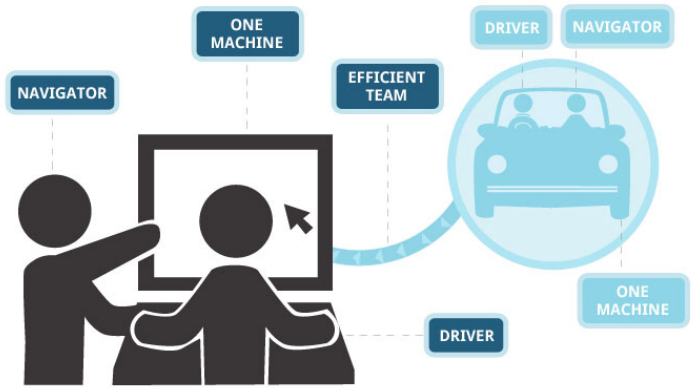 ONE
MACHINE
DRIVER
NAVIGATOR
EFFICIENT
TEAM
NAVIGATOR
ONE
MACHINE
DRIVER